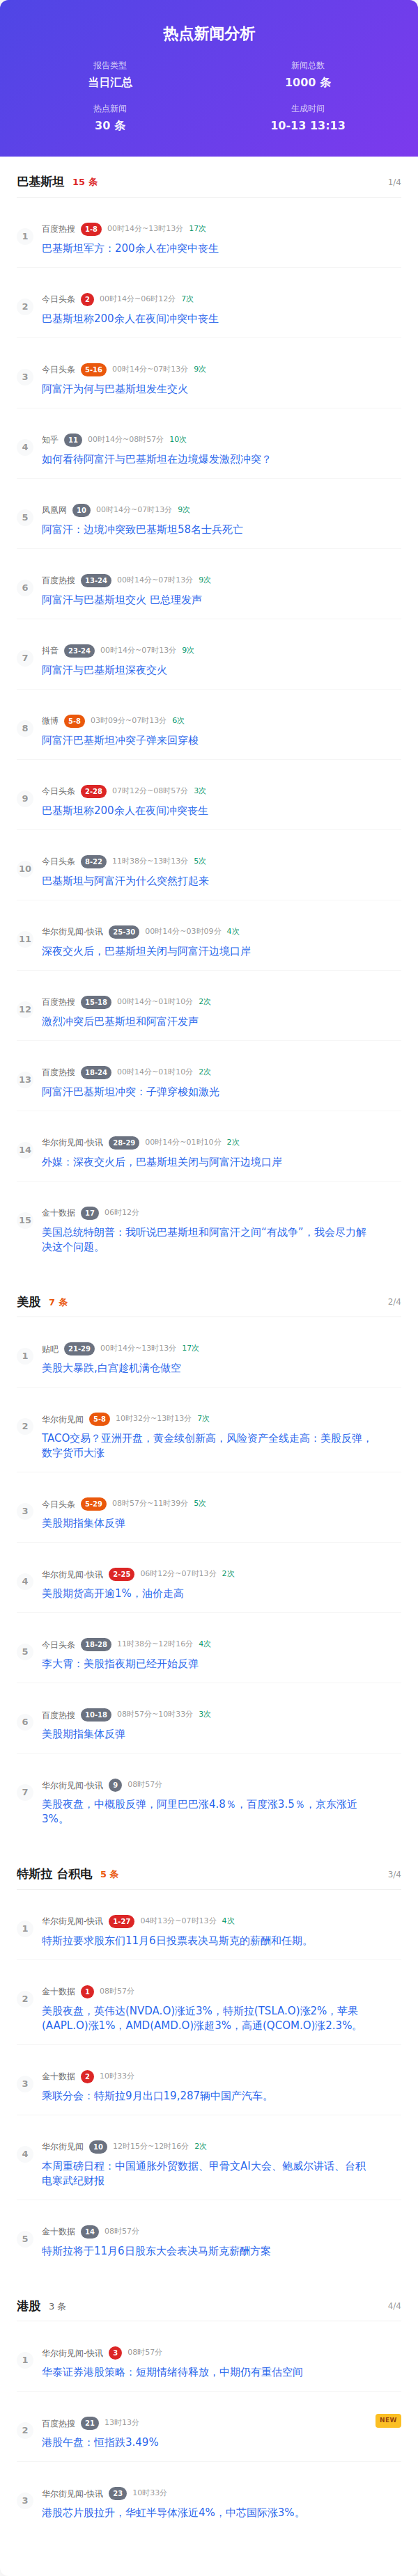 热点新闻分析
报告类型
新闻总数
当日汇总
1000 条
热点新闻
生成时间
30 条
10-13 13:13
巴基斯坦 15 条 1/4
1
百度热搜 1-8 00时14分~13时13分 17次
巴基斯坦军方：200余人在冲突中丧生
2
今日头条 2 00时14分~06时12分 7次
巴基斯坦称200余人在夜间冲突中丧生
3
今日头条 5-16 00时14分~07时13分 9次
阿富汗为何与巴基斯坦发生交火
4
知乎 11 00时14分~08时57分 10次
如何看待阿富汗与巴基斯坦在边境爆发激烈冲突？
5
凤凰网 10 00时14分~07时13分 9次
阿富汗：边境冲突致巴基斯坦58名士兵死亡
6
百度热搜 13-24 00时14分~07时13分 9次
阿富汗与巴基斯坦交火 巴总理发声
7
抖音 23-24 00时14分~07时13分 9次
阿富汗与巴基斯坦深夜交火
8
微博 5-8 03时09分~07时13分 6次
阿富汗巴基斯坦冲突子弹来回穿梭
9
今日头条 2-28 07时12分~08时57分 3次
巴基斯坦称200余人在夜间冲突丧生
10
今日头条 8-22 11时38分~13时13分 5次
巴基斯坦与阿富汗为什么突然打起来
11
华尔街见闻-快讯 25-30 00时14分~03时09分 4次
深夜交火后，巴基斯坦关闭与阿富汗边境口岸
12
百度热搜 15-18 00时14分~01时10分 2次
激烈冲突后巴基斯坦和阿富汗发声
13
百度热搜 18-24 00时14分~01时10分 2次
阿富汗巴基斯坦冲突：子弹穿梭如激光
14
华尔街见闻-快讯 28-29 00时14分~01时10分 2次
外媒：深夜交火后，巴基斯坦关闭与阿富汗边境口岸
15
金十数据 17 06时12分
美国总统特朗普：我听说巴基斯坦和阿富汗之间“有战争”，我会尽力解
决这个问题。
美股 7 条 2/4
1
贴吧 21-29 00时14分~13时13分 17次
美股大暴跌,白宫趁机满仓做空
2
华尔街见闻 5-8 10时32分~13时13分 7次
TACO交易？亚洲开盘，黄金续创新高，风险资产全线走高：美股反弹，
数字货币大涨
3
今日头条 5-29 08时57分~11时39分 5次
美股期指集体反弹
4
华尔街见闻-快讯 2-25 06时12分~07时13分 2次
美股期货高开逾1%，油价走高
5
今日头条 18-28 11时38分~12时16分 4次
李大霄：美股指夜期已经开始反弹
6
百度热搜 10-18 08时57分~10时33分 3次
美股期指集体反弹
7
华尔街见闻-快讯 9 08时57分
美股夜盘，中概股反弹，阿里巴巴涨4.8％，百度涨3.5％，京东涨近
3%。
特斯拉 台积电 5 条 3/4
1
华尔街见闻-快讯 1-27 04时13分~07时13分 4次
特斯拉要求股东们11月6日投票表决马斯克的薪酬和任期。
2
金十数据 1 08时57分
美股夜盘，英伟达(NVDA.O)涨近3%，特斯拉(TSLA.O)涨2%，苹果
(AAPL.O)涨1%，AMD(AMD.O)涨超3%，高通(QCOM.O)涨2.3%。
3
金十数据 2 10时33分
乘联分会：特斯拉9月出口19,287辆中国产汽车。
4
华尔街见闻 10 12时15分~12时16分 2次
本周重磅日程：中国通胀外贸数据、甲骨文AI大会、鲍威尔讲话、台积
电寒武纪财报
5
金十数据 14 08时57分
特斯拉将于11月6日股东大会表决马斯克薪酬方案
港股 3 条 4/4
1
华尔街见闻-快讯 3 08时57分
华泰证券港股策略：短期情绪待释放，中期仍有重估空间
2
百度热搜 21 13时13分 NEW
港股午盘：恒指跌3.49%
3
华尔街见闻-快讯 23 10时33分
港股芯片股拉升，华虹半导体涨近4%，中芯国际涨3%。